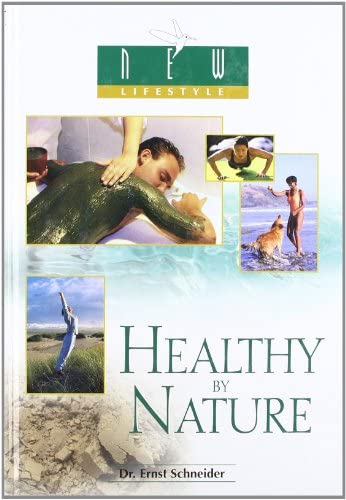 NEW
LIFESTYLE
HEALTHY
BY
NATURE
Dr. Ernst Schneider